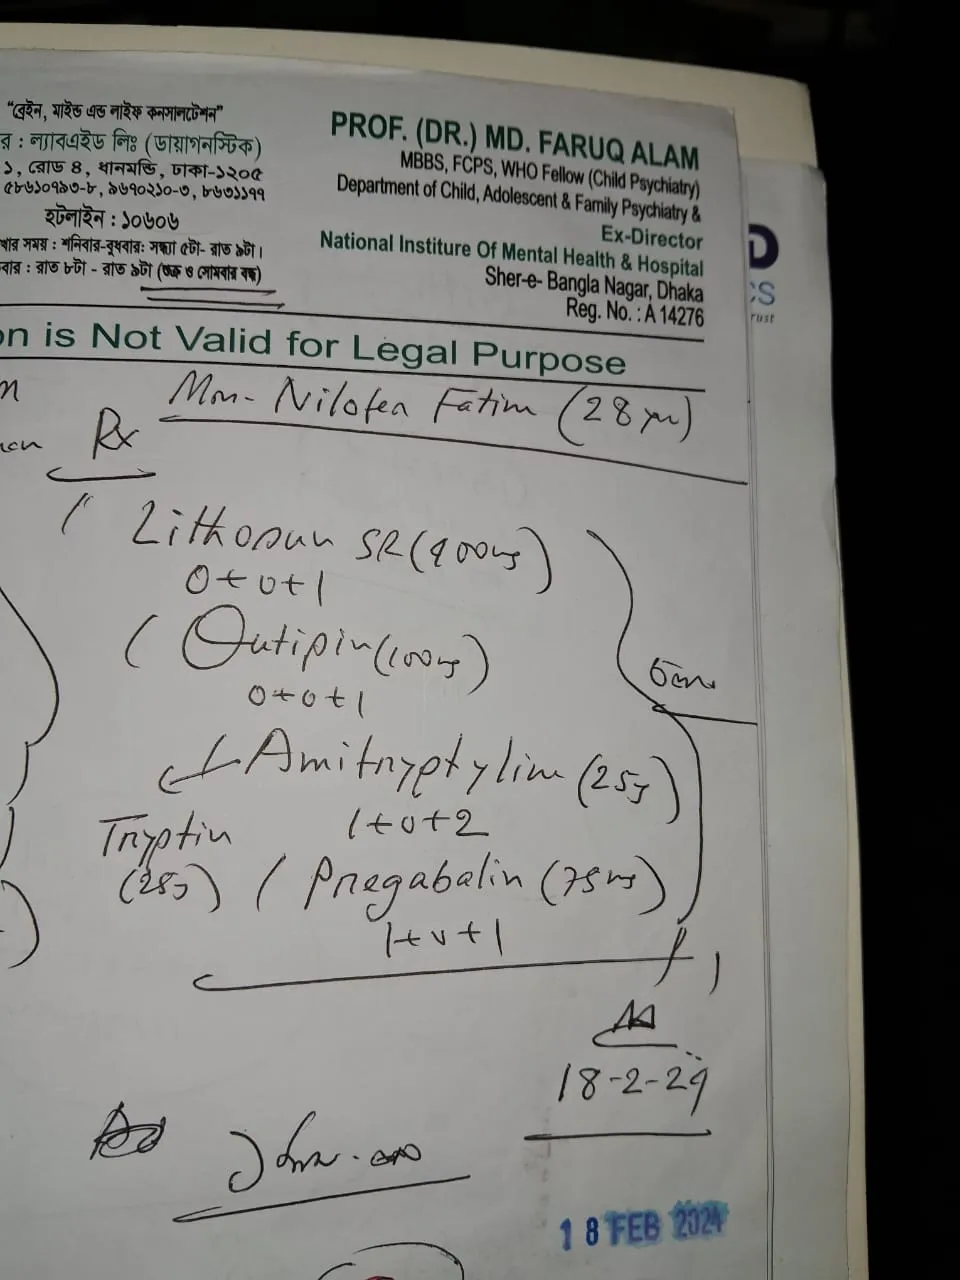 "ব্রেইন, মাইন্ড এন্ড লাইফ কনসালটেশন"
র : ল্যাবএইড লিঃ (ডায়াগনস্টিক)
১, রোড ৪, ধানমন্ডি, ঢাকা-১২০৫
৫৮৬১০৭৯৩-৮, ৯৬৭০২১০-৩, ৮৬৩১১৭৭
হটলাইন : ১০৬০৬
খার সময় : শনিবার-বুধবার: সন্ধ্যা ৫টা- রাত ৯টা।
বার : রাত ৮টা - রাত ৯টা (শুক্র ও সোমবার বন্ধ)
PROF. (DR.) MD. FARUQ ALAM
MBBS, FCPS, WHO Fellow (Child Psychiatry)
Department of Child, Adolescent & Family Psychiatry &
Ex-Director
National Institute Of Mental Health & Hospital
Sher-e- Bangla Nagar, Dhaka
Reg. No. : A 14276
D
CS
rust
on is Not Valid for Legal Purpose
Nilofea Fatim (28
Rx
Lithosun SR (400mg)
0+0+1
Qutipin (100mg)
0+0+1
Amitryptylin (25
1+0+2
Tryptin
(25
Pregabalin (75mg)
1+0+1
18-2-24
18 FEB 2024